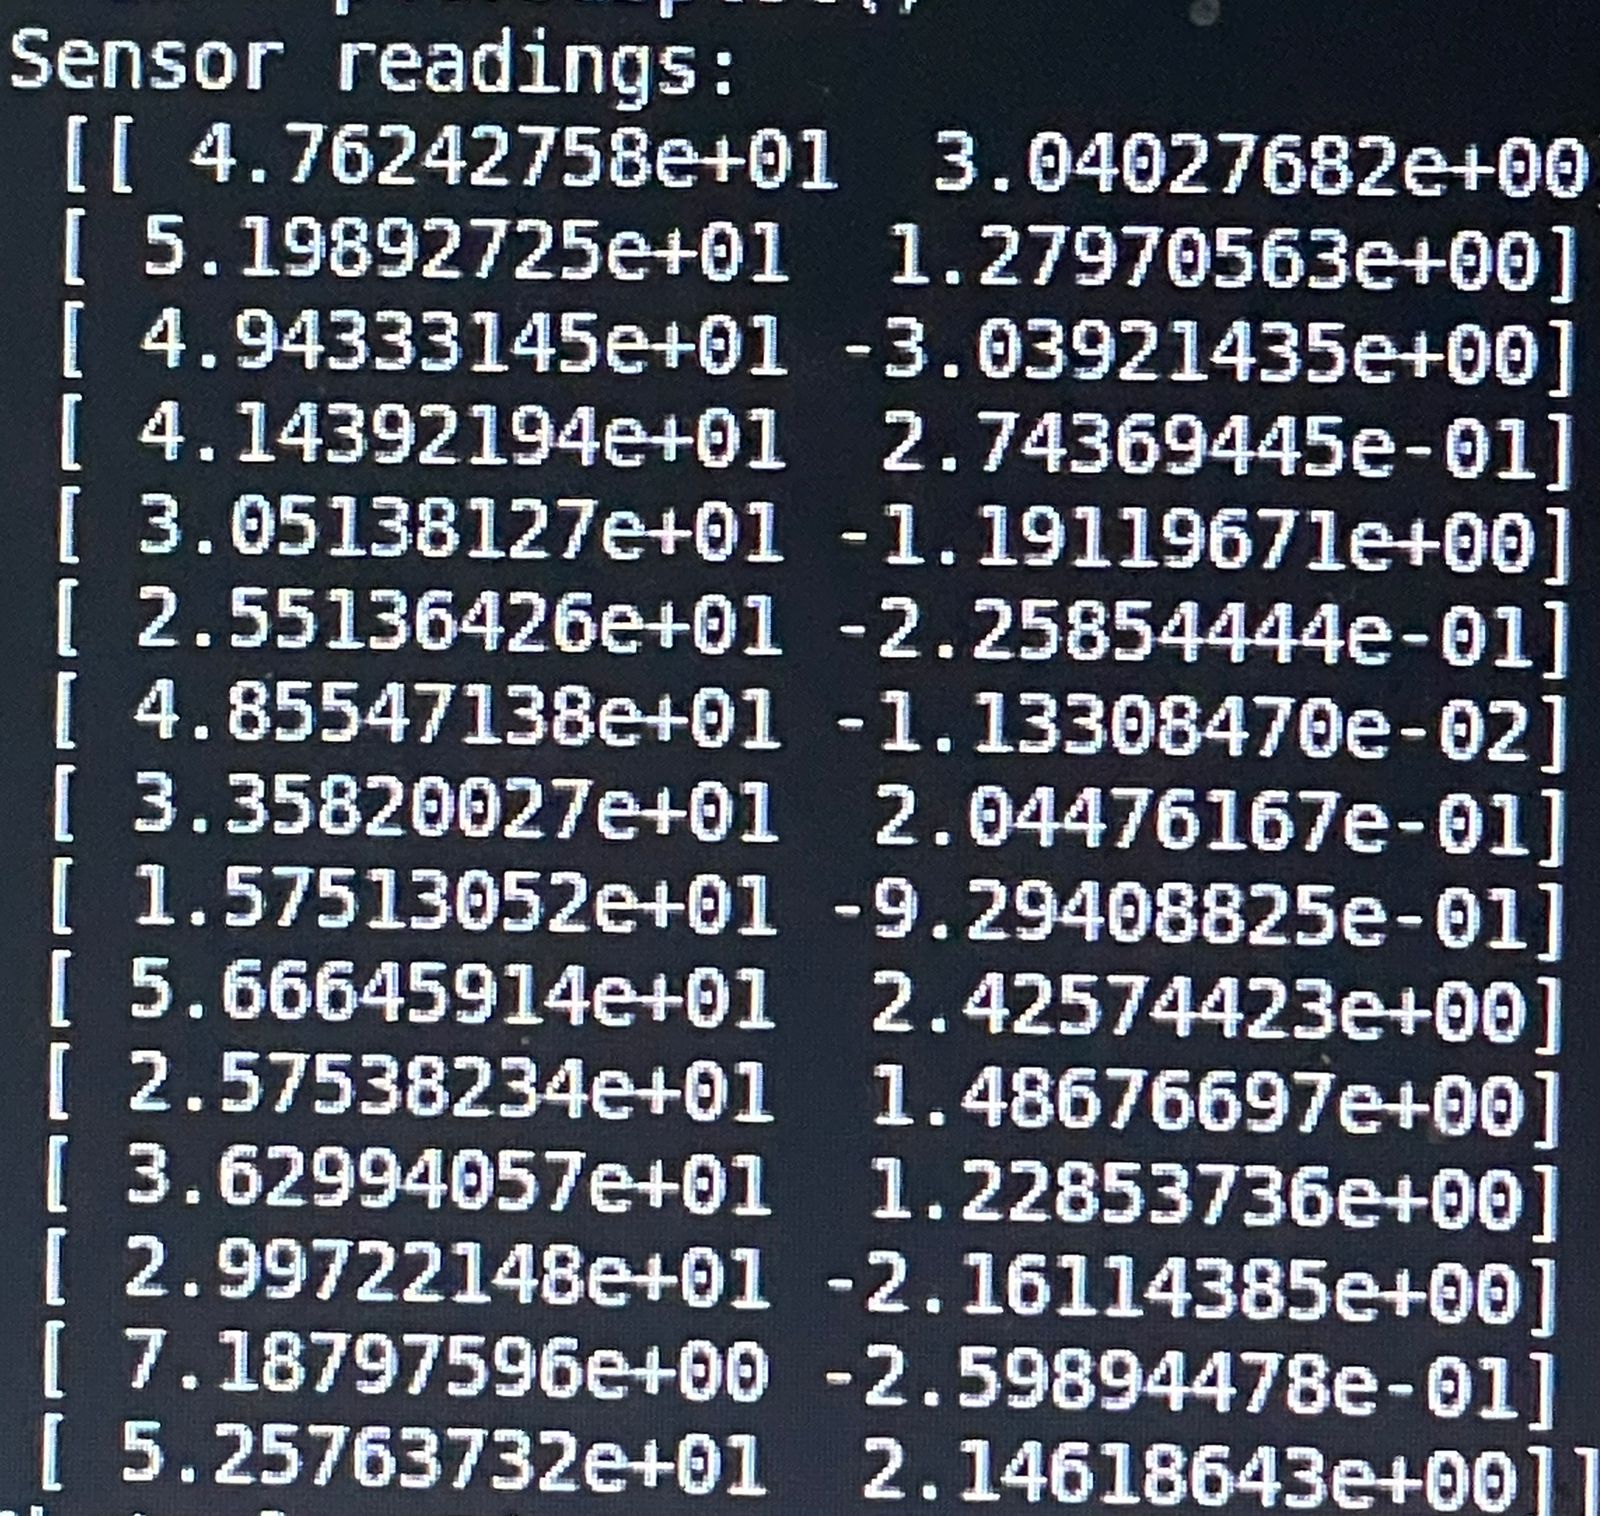 Sensor readings:
[[ 4.76242758e+01 3.04027682e+00
[ 5.19892725e+01 1.27970563e+00]
[ 4.94333145e+01 -3.03921435e+00]
[ 4.14392194e+01 2.74369445e-01]
[ 3.05138127e+01 -1.19119671e+00]
[ 2.55136426e+01 -2.25854444e-01]
[ 4.85547138e+01 -1.13308470e-02]
[ 3.35820027e+01 2.04476167e-01]
[ 1.57513052e+01 -9.29408825e-01]
[ 5.66645914e+01 2.42574423e+00]
[ 2.57538234e+01 1.48676697e+00]
[ 3.62994057e+01 1.22853736e+00]
[ 2.99722148e+01 -2.16114385e+00]
[ 7.18797596e+00 -2.59894478e-01]
[ 5.25763732e+01 2.14618643e+00]]